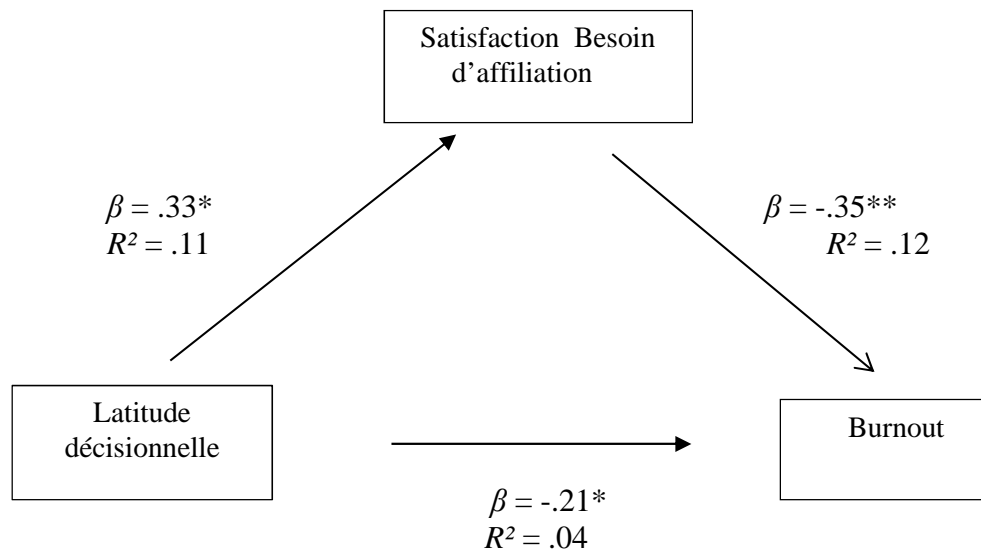 Satisfaction Besoin
d’affiliation
β = .33*
R² = .11
β = -.35**
R² = .12
Latitude
décisionnelle
Burnout
β = -.21*
R² = .04